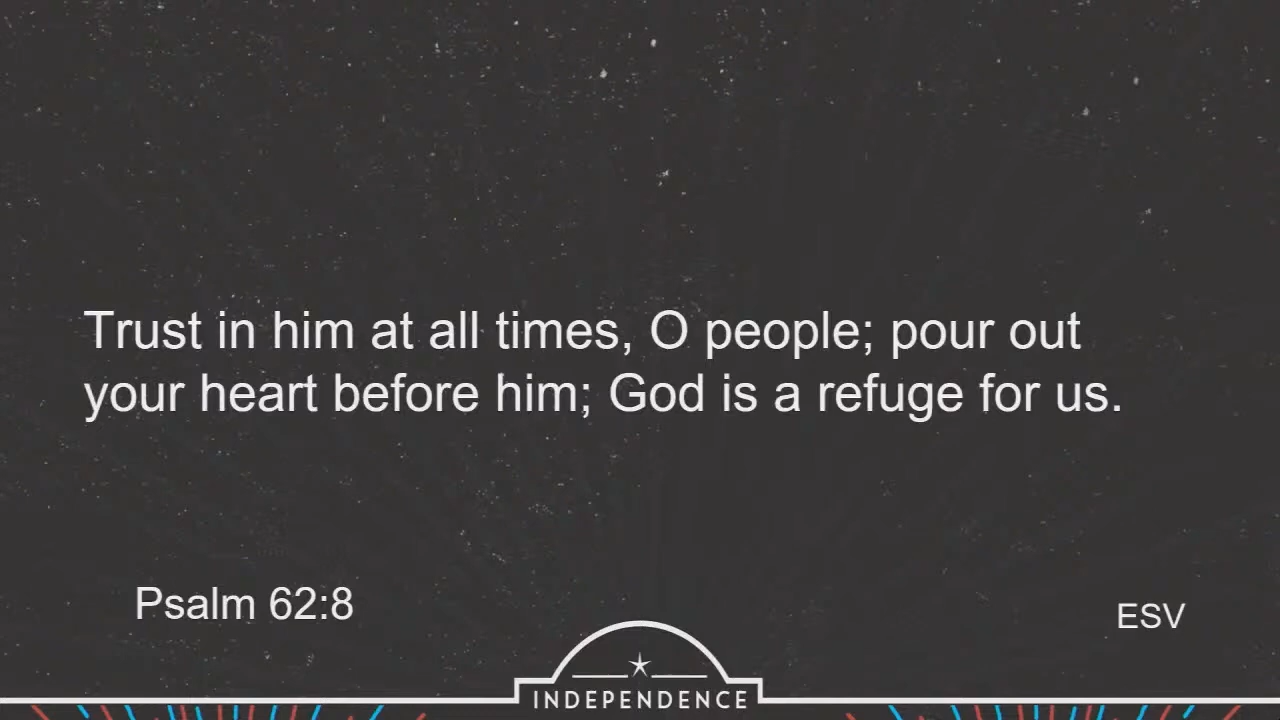 Trust in him at all times, O people; pour out
your heart before him; God is a refuge for us.
Psalm 62:8
ESV
INDEPENDENCE